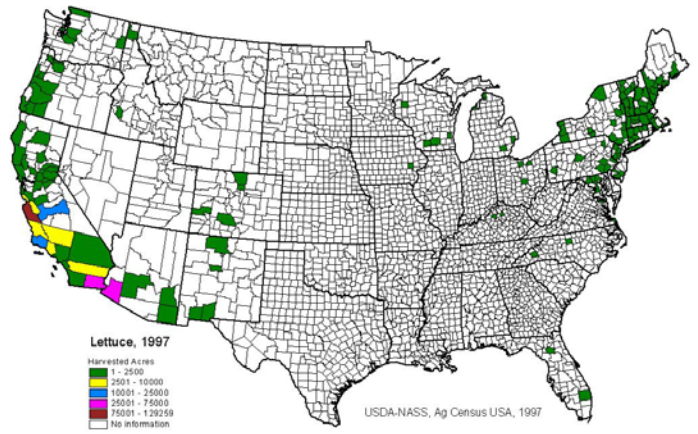 Lettuce, 1997
Harvested Acres
1 - 2500
2501 - 10000
10001 - 25000
25001 - 75000
75001 - 129259
No information
USDA-NASS, Ag Census USA, 1997